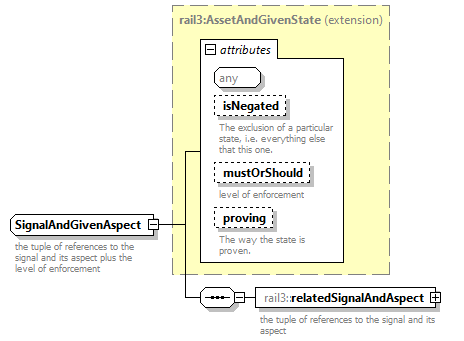 rail3:AssetAndGivenState (extension)
attributes
any
isNegated
The exclusion of a particular
state, i.e. everything else
that this one.
mustOrShould
level of enforcement
proving
The way the state is
proven.
SignalAndGivenAspect
the tuple of references to the
signal and its aspect plus the
level of enforcement
rail3::relatedSignalAndAspect
the tuple of references to the signal and its
aspect